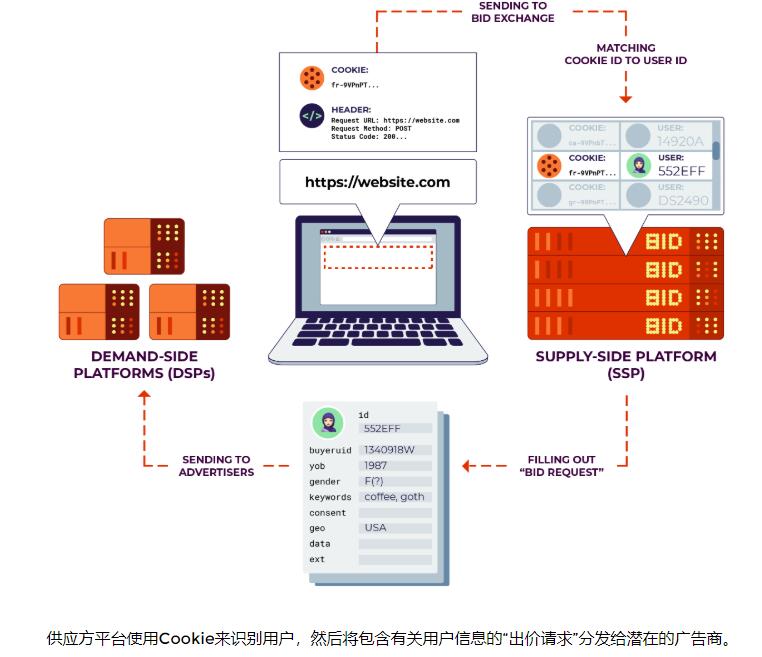 SENDING TO
BID EXCHANGE
MATCHING
COOKIE ID TO USER ID
COOKIE:
fr-9VPnPT...
HEADER:
Request URL: https://website.com
Request Method: POST
Status Code: 200...
https://website.com
COOKIE:
USER:
ca-9VPnbT...
14920A
COOKIE:
USER:
fr-9VPnPT...
552EFF
COOKIE:
USER:
gr-98PnPT...
DS2490
BID
BID
BID
BID
DEMAND-SIDE
PLATFORMS (DSPs)
SUPPLY-SIDE PLATFORM
(SSP)
id
552EFF
buyeruid 1340918W
yob 1987
gender F(?)
keywords coffee, goth
consent
geo USA
data
ext
SENDING TO
ADVERTISERS
FILLING OUT
“BID REQUEST”
供应方平台使用Cookie来识别用户，然后将包含有关用户信息的“出价请求”分发给潜在的广告商。